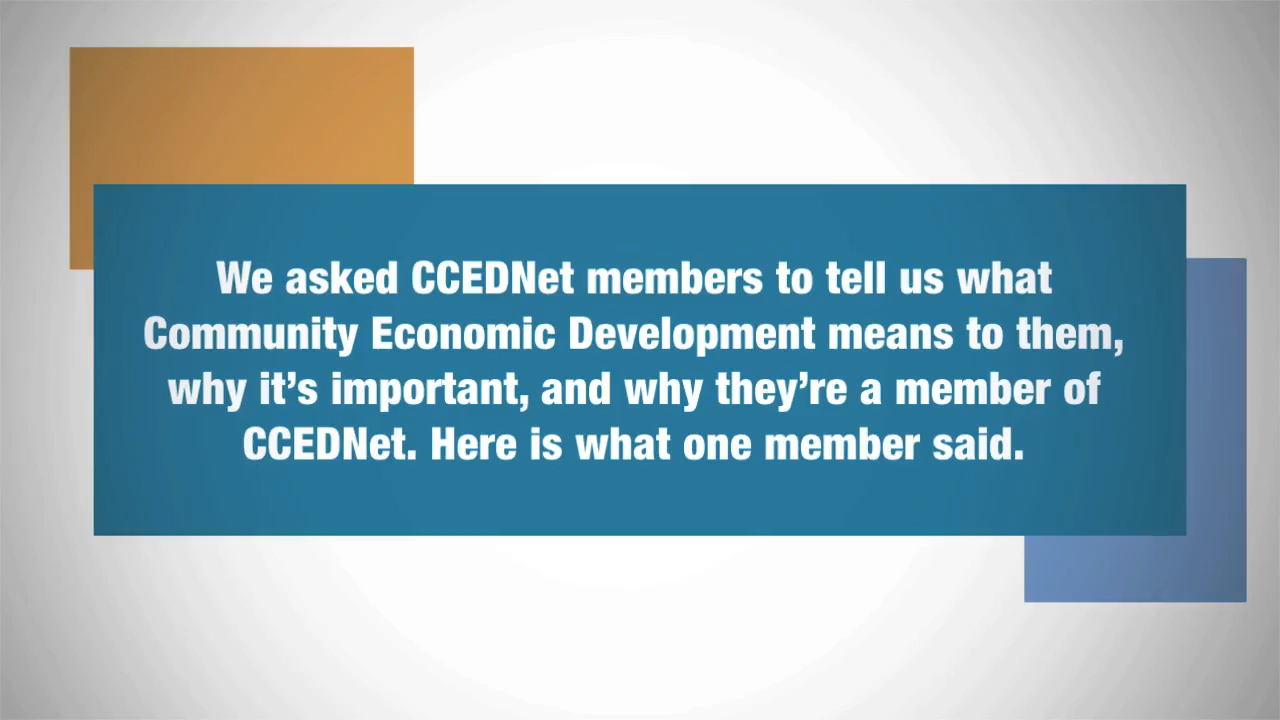 We asked CCEDNet members to tell us what
Community Economic Development means to them,
why it’s important, and why they’re a member of
CCEDNet. Here is what one member said.